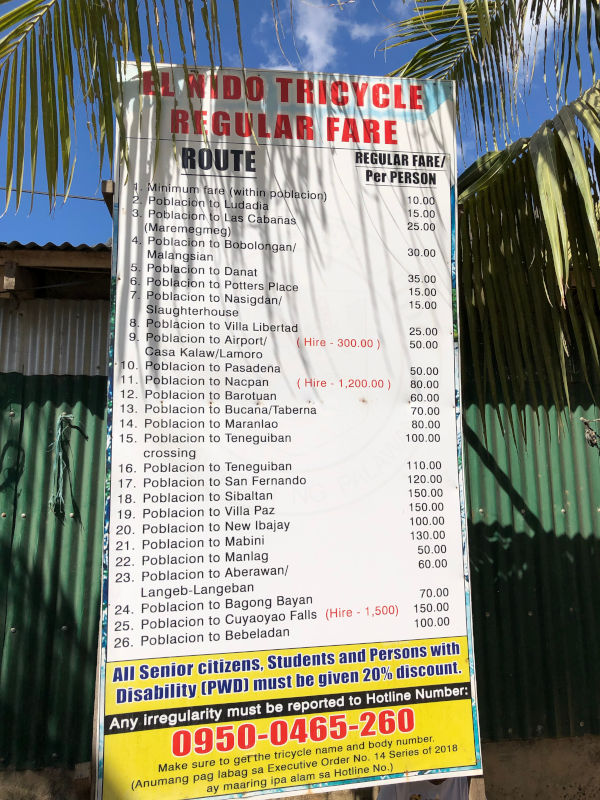 EL NIDO TRICYCLE
REGULAR FARE
ROUTE REGULAR FARE/
Per PERSON
1. Minimum fare (within poblacion) 10.00
2. Poblacion to Ludadia 15.00
3. Poblacion to Las Cabañas 25.00
(Maremegmeg)
4. Poblacion to Bobolongan/ 30.00
Malangsian
5. Poblacion to Danat 35.00
6. Poblacion to Potters Place 15.00
7. Poblacion to Nasigdan/ 15.00
Slaughterhouse
8. Poblacion to Villa Libertad 25.00
9. Poblacion to Airport/ ( Hire - 300.00 ) 50.00
Casa Kalaw/Lamoro
10. Poblacion to Pasadena 50.00
11. Poblacion to Nacpan ( Hire - 1,200.00 ) 80.00
12. Poblacion to Barotuan 60.00
13. Poblacion to Bucana/Taberna 70.00
14. Poblacion to Maranlao 80.00
15. Poblacion to Teneguiban 100.00
crossing
16. Poblacion to Teneguiban 110.00
17. Poblacion to San Fernando 120.00
18. Poblacion to Sibaltan 150.00
19. Poblacion to Villa Paz 150.00
20. Poblacion to New Ibajay 100.00
21. Poblacion to Mabini 130.00
22. Poblacion to Manlag 50.00
23. Poblacion to Aberawan/ 60.00
Langeb-Langeban
24. Poblacion to Bagong Bayan 70.00
25. Poblacion to Cuyaoyao Falls (Hire - 1,500) 150.00
26. Poblacion to Bebeladan 100.00
All Senior citizens, Students and Persons with
Disability (PWD) must be given 20% discount.
Any irregularity must be reported to Hotline Number:
0950-0465-260
Make sure to get the tricycle name and body number.
(Anumang pag labag sa Executive Order No. 14 Series of 2018
ay maaring ipa alam sa Hotline No.)